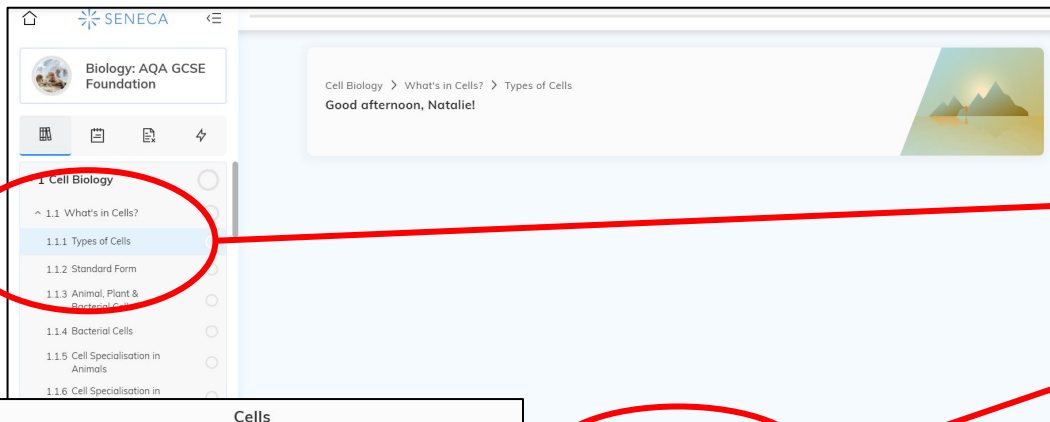 SENECA
Biology: AQA GCSE
Foundation
Cell Biology > What's in Cells? > Types of Cells
Good afternoon, Natalie!
1 Cell Biology
1.1 What's in Cells?
1.1.1 Types of Cells
1.1.2 Standard Form
1.1.3 Animal, Plant &
Bacterial Cells
1.1.4 Bacterial Cells
1.1.5 Cell Specialisation in
Animals
1.1.6 Cell Specialisation in
Cells